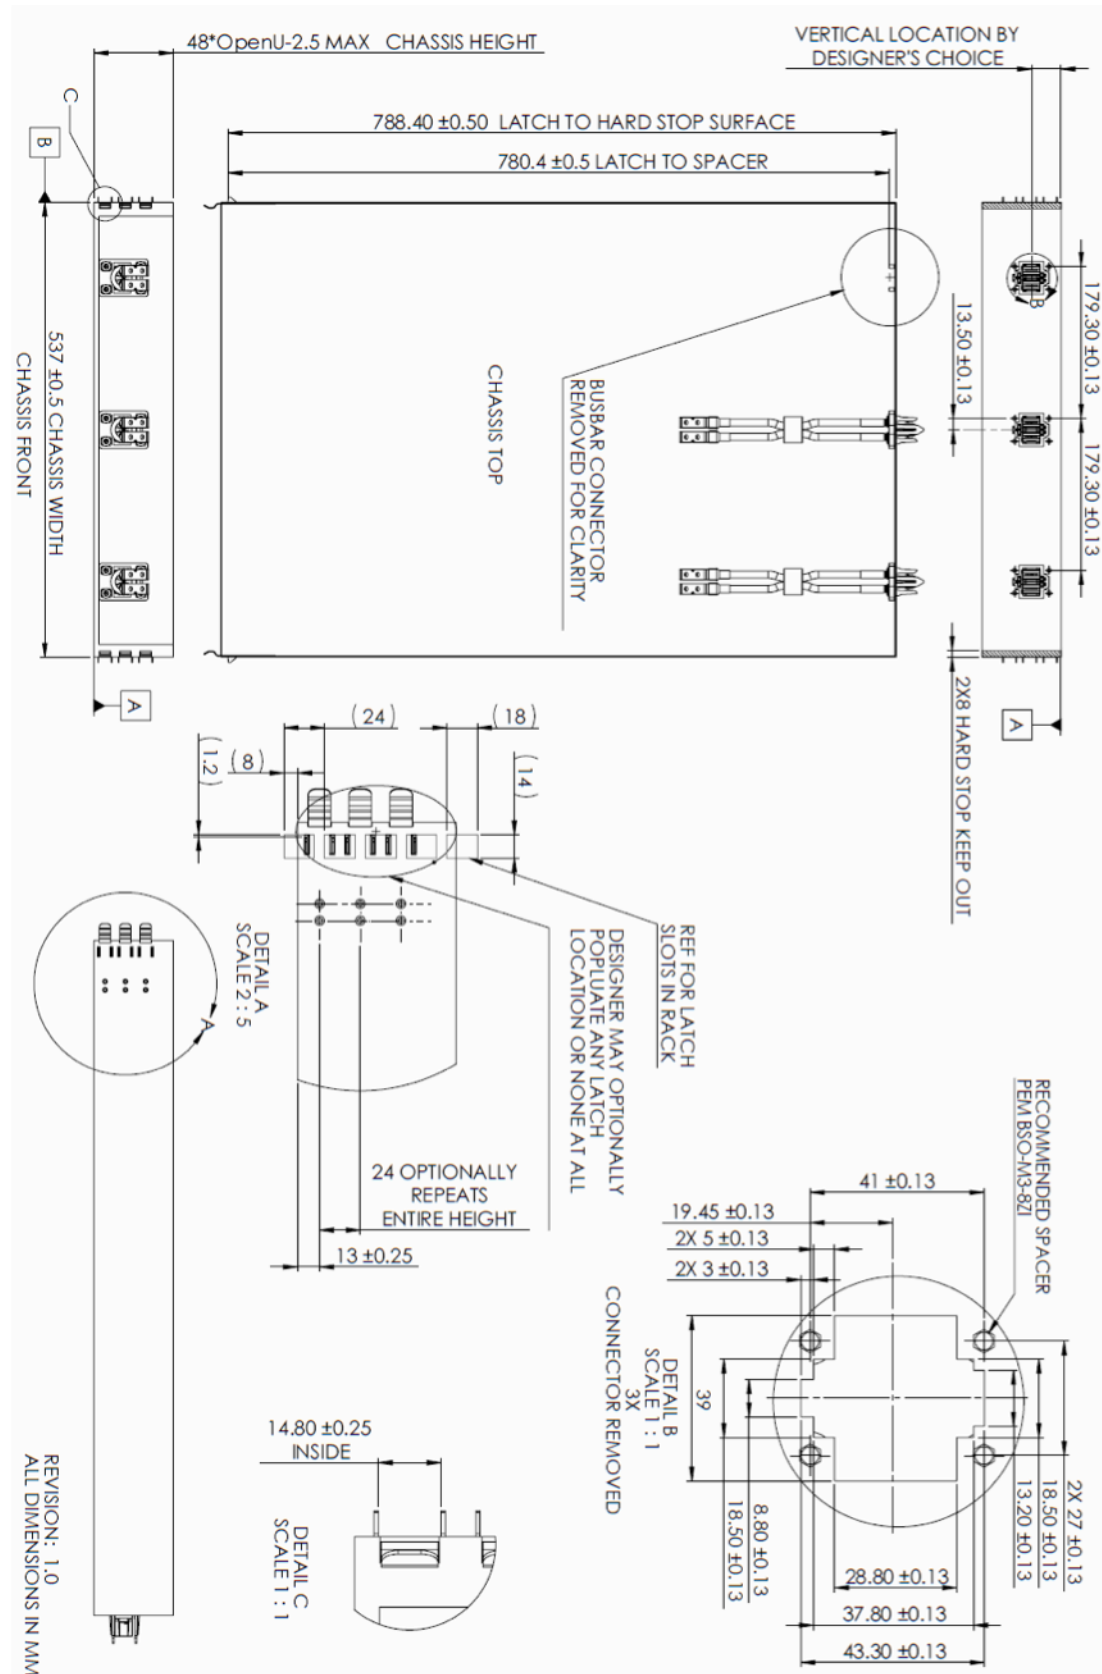 48*OpenU-2.5 MAX CHASSIS HEIGHT
VERTICAL LOCATION BY
DESIGNER'S CHOICE
C
B
788.40 ±0.50 LATCH TO HARD STOP SURFACE
780.4 ±0.5 LATCH TO SPACER
B
179.30 ±0.13
13.50 ±0.13
179.30 ±0.13
537 ±0.5 CHASSIS WIDTH
CHASSIS FRONT
CHASSIS TOP
BUSBAR CONNECTOR
REMOVED FOR CLARITY
2X8 HARD STOP KEEP OUT
A
A
(24)
(18)
(8)
(1.2)
(14)
REF FOR LATCH
SLOTS IN RACK
DESIGNER MAY OPTIONALLY
POPLUATE ANY LATCH
LOCATION OR NONE AT ALL
DETAIL A
SCALE 2 : 5
A
24 OPTIONALLY
REPEATS
ENTIRE HEIGHT
13 ±0.25
RECOMMENDED SPACER
PEM BSO-M3-8ZI
41 ±0.13
19.45 ±0.13
2X 5 ±0.13
2X 3 ±0.13
39
DETAIL B
SCALE 1 : 1
3X
CONNECTOR REMOVED
2X 27 ±0.13
18.50 ±0.13
13.20 ±0.13
8.80 ±0.13
18.50 ±0.13
28.80 ±0.13
37.80 ±0.13
43.30 ±0.13
14.80 ±0.25
INSIDE
DETAIL C
SCALE 1 : 1
REVISION: 1.0
ALL DIMENSIONS IN MM